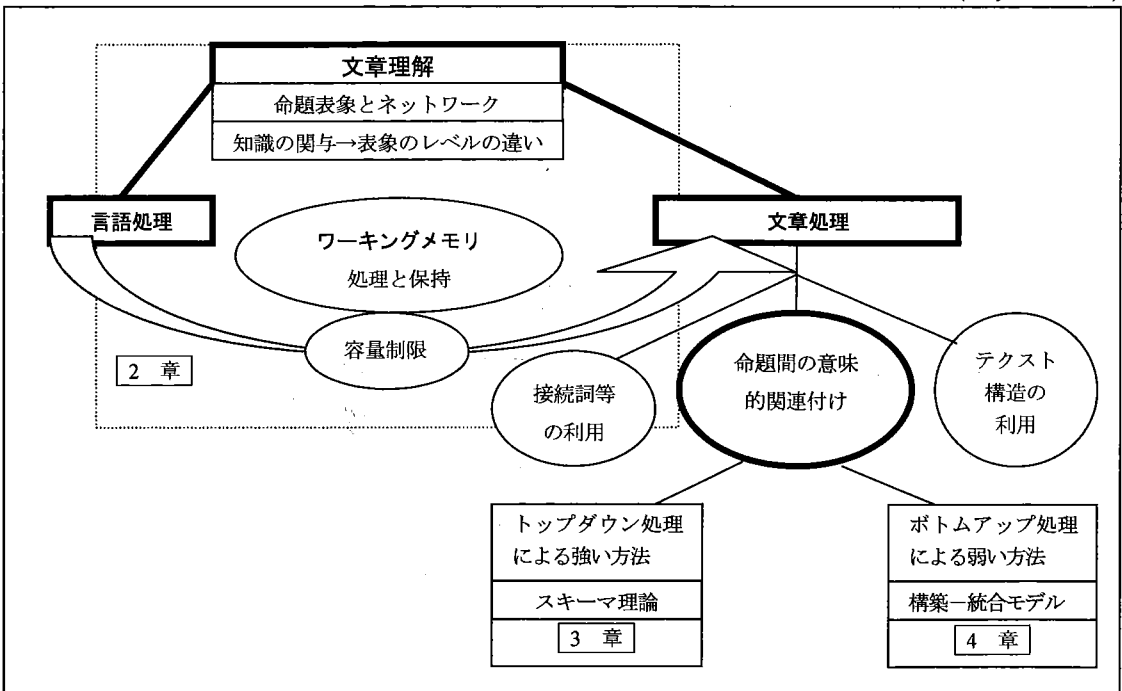 文章理解
命題表象とネットワーク
知識の関与→表象のレベルの違い
言語処理
文章処理
ワーキングメモリ
処理と保持
容量制限
2 章
接続詞等
の利用
命題間の意味
的関連付け
テクスト
構造の
利用
トップダウン処理
による強い方法
スキーマ理論
3 章
ボトムアップ処理
による弱い方法
構築－統合モデル
4 章